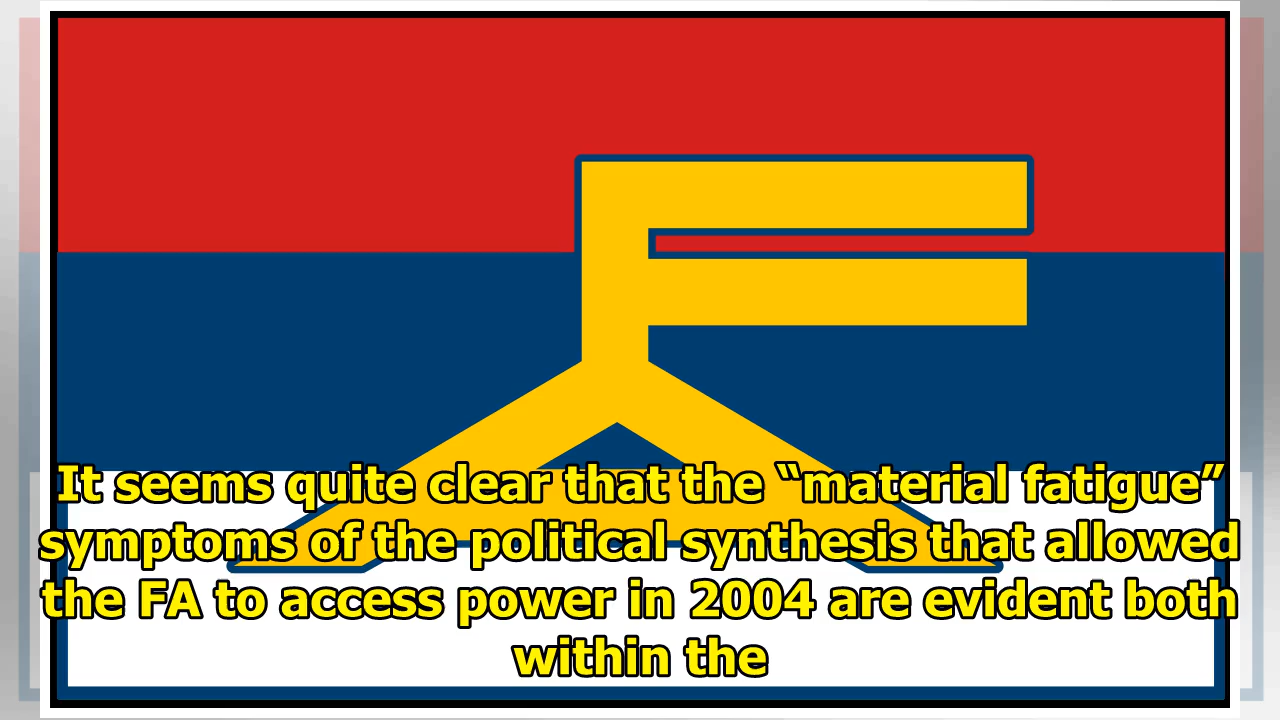 It seems quite clear that the “material fatigue”
symptoms of the political synthesis that allowed
the FA to access power in 2004 are evident both
within the